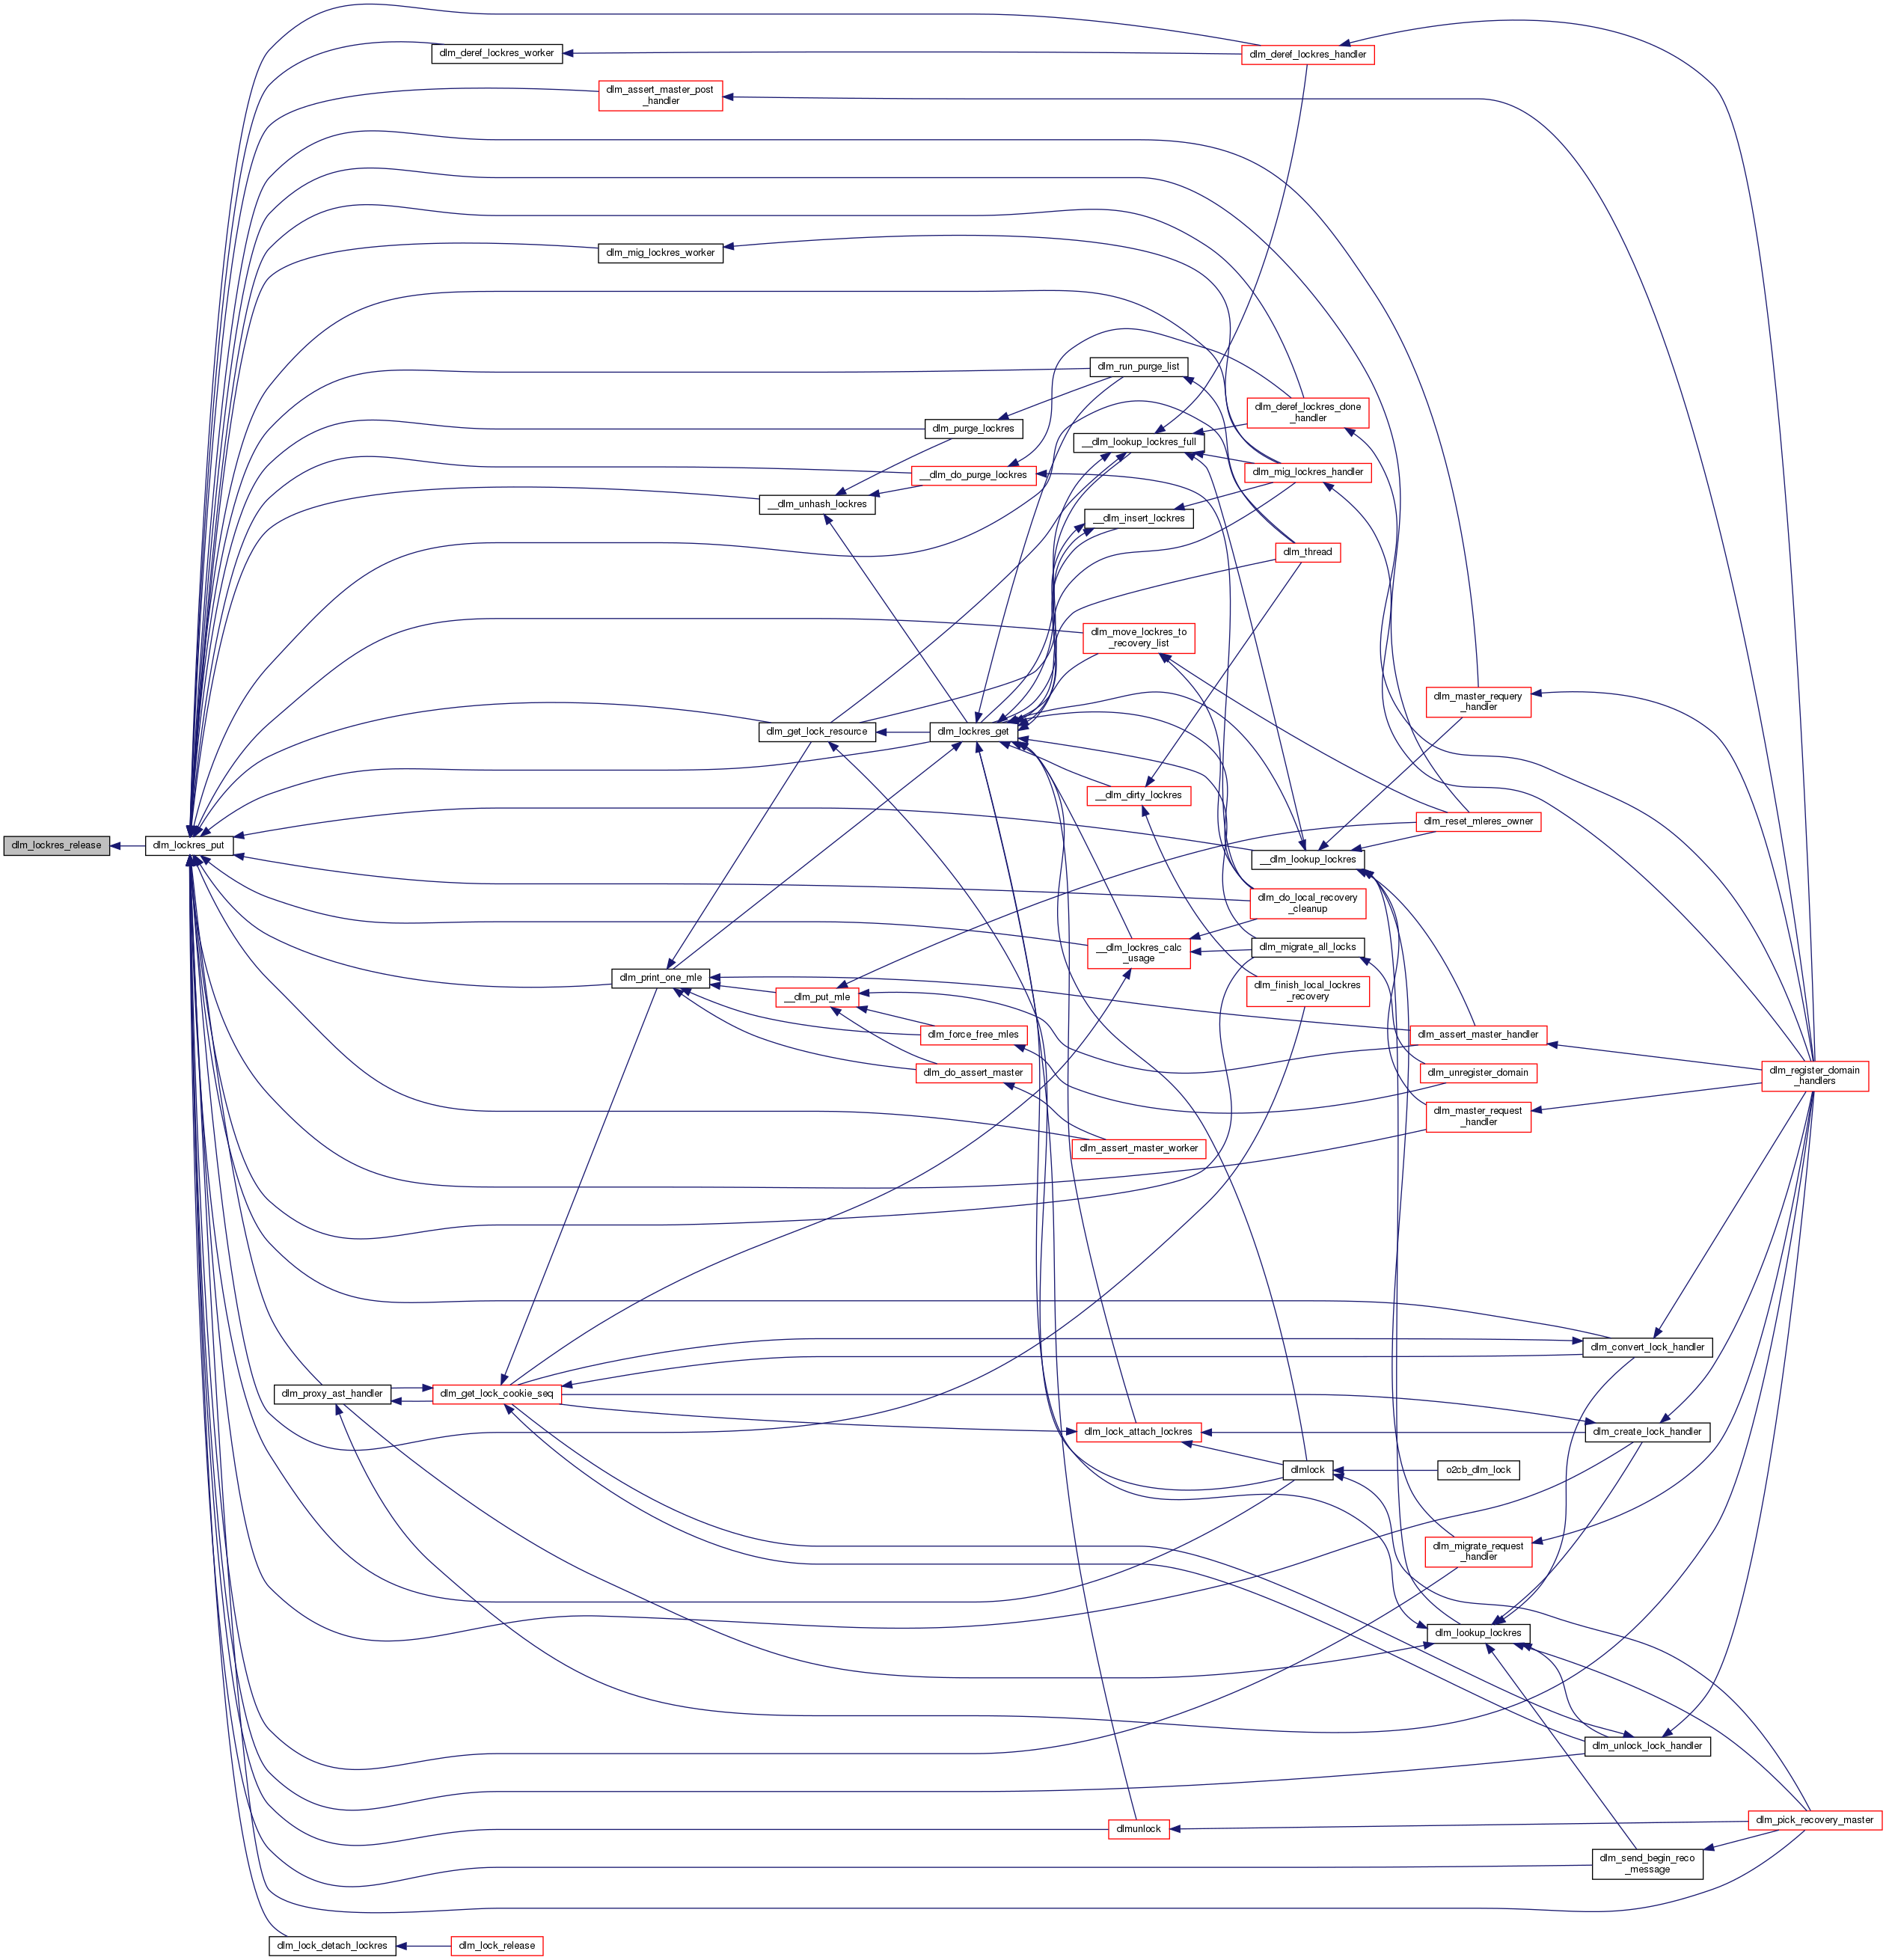 dlm_deref_lockres_worker
dlm_deref_lockres_handler
dlm_assert_master_post
_handler
dlm_mig_lockres_worker
dlm_run_purge_list
dlm_deref_lockres_done
_handler
dlm_purge_lockres
__dlm_lookup_lockres_full
__dlm_do_purge_lockres
dlm_mig_lockres_handler
__dlm_unhash_lockres
__dlm_insert_lockres
dlm_thread
dlm_move_lockres_to
_recovery_list
dlm_master_requery
_handler
dlm_get_lock_resource
dlm_lockres_get
__dlm_dirty_lockres
dlm_reset_mleres_owner
dlm_lockres_release
dlm_lockres_put
__dlm_lookup_lockres
dlm_do_local_recovery
_cleanup
__dlm_lockres_calc
_usage
dlm_migrate_all_locks
dlm_print_one_mle
__dlm_put_mle
dlm_finish_local_lockres
_recovery
dlm_force_free_mles
dlm_assert_master_handler
dlm_do_assert_master
dlm_unregister_domain
dlm_register_domain
_handlers
dlm_master_request
_handler
dlm_assert_master_worker
dlm_convert_lock_handler
dlm_proxy_ast_handler
dlm_get_lock_cookie_seq
dlm_lock_attach_lockres
dlm_create_lock_handler
dlmlock
o2cb_dlm_lock
dlm_migrate_request
_handler
dlm_lookup_lockres
dlm_unlock_lock_handler
dlmunlock
dlm_pick_recovery_master
dlm_send_begin_reco
_message
dlm_lock_detach_lockres
dlm_lock_release